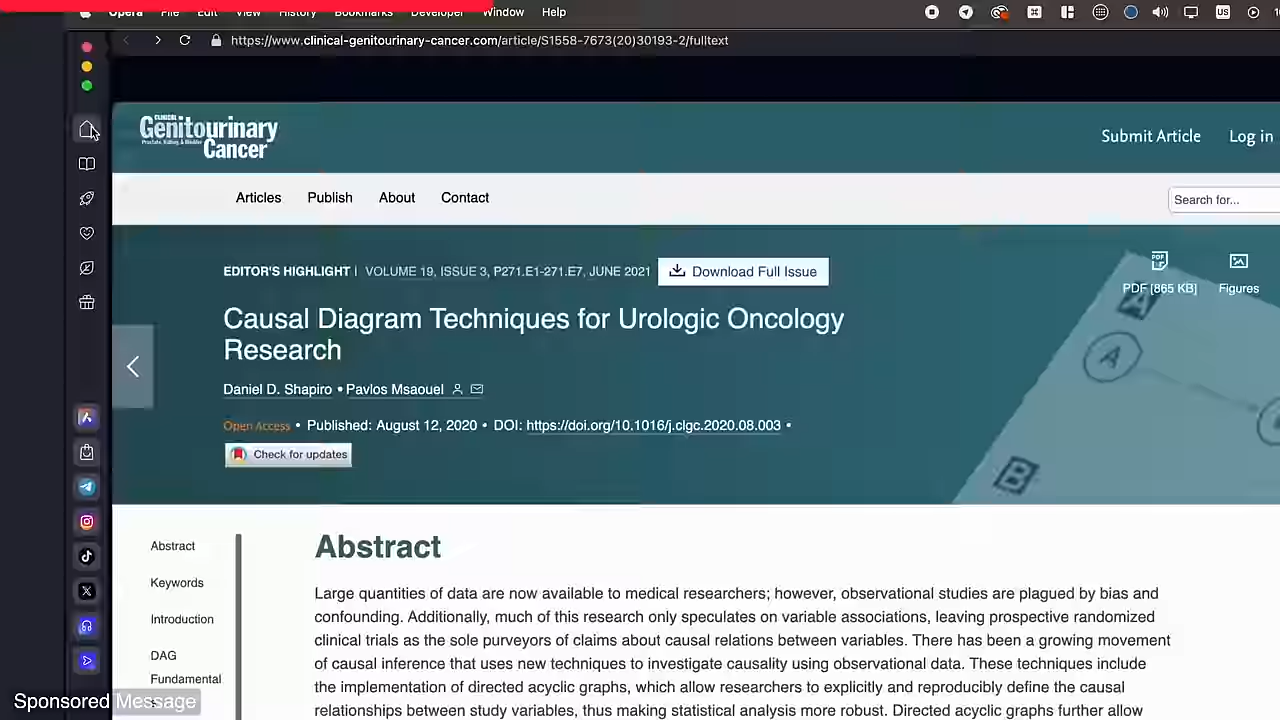 Opera File Edit View History Bookmarks Developer Window Help
US
https://www.clinical-genitourinary-cancer.com/article/S1558-7673(20)30193-2/fulltext
CLINICAL
Genitourinary
Prostate, Kidney, & Bladder
Cancer
Submit Article Log in
Articles Publish About Contact
Search for...
EDITOR'S HIGHLIGHT | VOLUME 19, ISSUE 3, P271.E1-271.E7, JUNE 2021 Download Full Issue
PDF
PDF [865 KB] Figures
Causal Diagram Techniques for Urologic Oncology
Research
A
A
Daniel D. Shapiro • Pavlos Msaouel
Open Access • Published: August 12, 2020 • DOI: https://doi.org/10.1016/j.clgc.2020.08.003 •
Check for updates
B
Abstract
Keywords
Introduction
DAG
Fundamental
Abstract
Large quantities of data are now available to medical researchers; however, observational studies are plagued by bias and
confounding. Additionally, much of this research only speculates on variable associations, leaving prospective randomized
clinical trials as the sole purveyors of claims about causal relations between variables. There has been a growing movement
of causal inference that uses new techniques to investigate causality using observational data. These techniques include
the implementation of directed acyclic graphs, which allow researchers to explicitly and reproducibly define the causal
relationships between study variables, thus making statistical analysis more robust. Directed acyclic graphs further allow
Sponsored Message